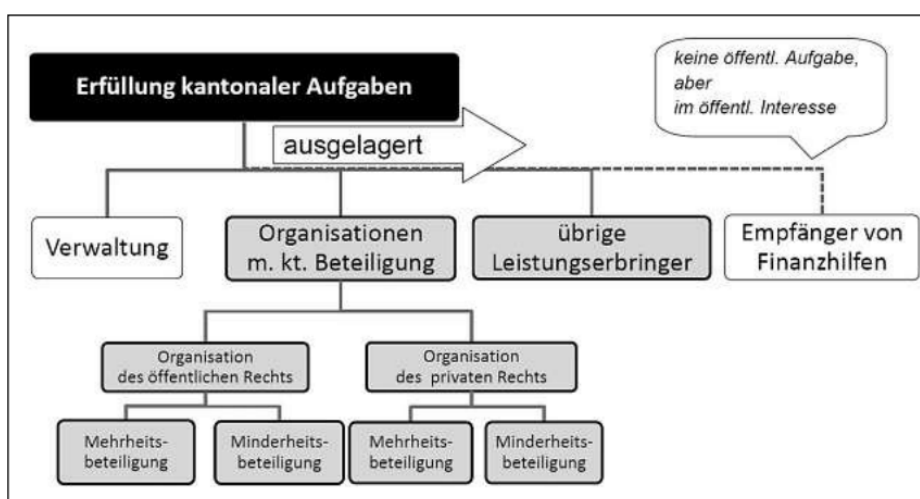 Erfüllung kantonaler Aufgaben
keine öffentl. Aufgabe,
aber
im öffentl. Interesse
ausgelagert
Verwaltung
Organisationen
m. kt. Beteiligung
übrige
Leistungserbringer
Empfänger von
Finanzhilfen
Organisation
des öffentlichen Rechts
Organisation
des privaten Rechts
Mehrheits-
beteiligung
Minderheits-
beteiligung
Mehrheits-
beteiligung
Minderheits-
beteiligung